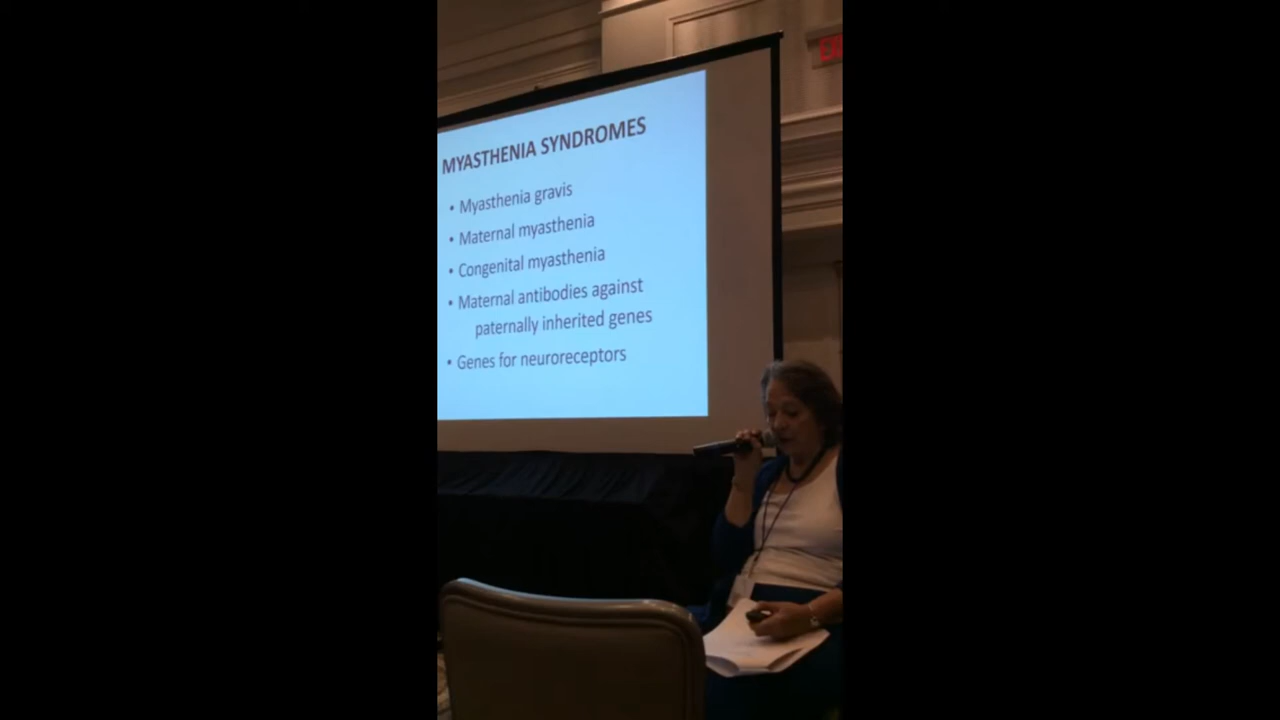 MYASTHENIA SYNDROMES
• Myasthenia gravis
• Maternal myasthenia
• Congenital myasthenia
• Maternal antibodies against
paternally inherited genes
• Genes for neuroreceptors